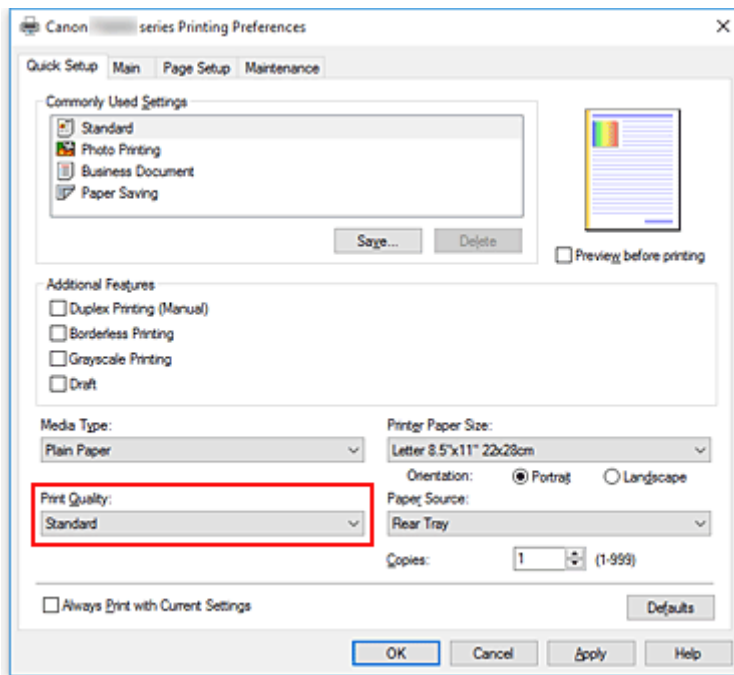 Canon series Printing Preferences
Quick Setup Main Page Setup Maintenance
Commonly Used Settings
Standard
Photo Printing
Business Document
Paper Saving
Save... Delete
Preview before printing
Additional Features
Duplex Printing (Manual)
Borderless Printing
Grayscale Printing
Draft
Media Type: Printer Paper Size:
Plain Paper Letter 8.5"x11" 22x28cm
Orientation: Portrait Landscape
Print Quality: Paper Source:
Standard Rear Tray
Copies: 1 (1-999)
Always Print with Current Settings Defaults
OK Cancel Apply Help